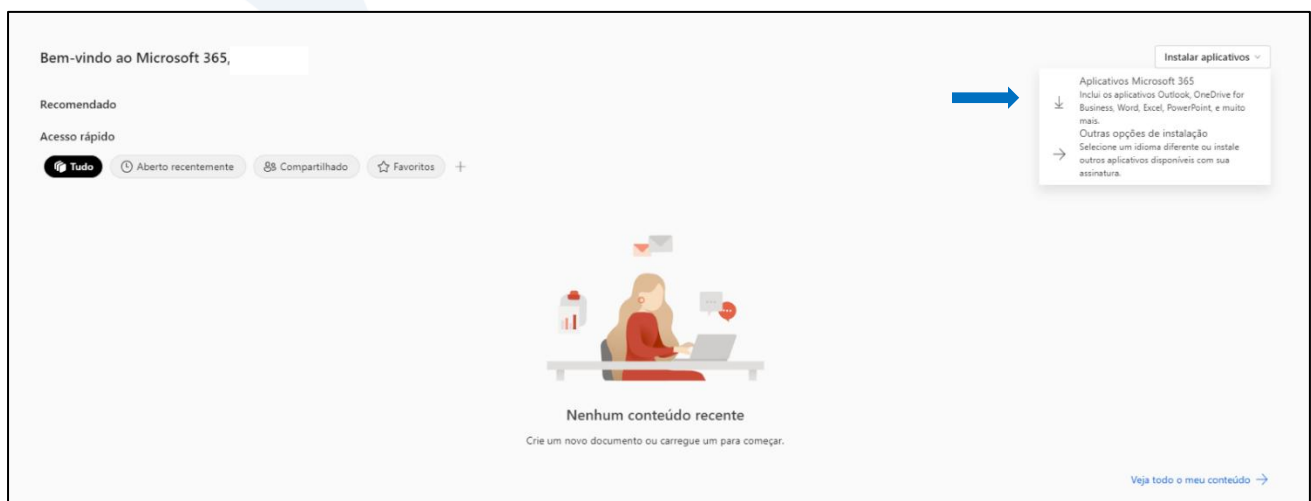 Bem-vindo ao Microsoft 365,
Instalar aplicativos
Aplicativos Microsoft 365
Inclui os aplicativos Outlook, OneDrive for
Business, Word, Excel, PowerPoint, e muito
mais.
Outras opções de instalação
Selecione um idioma diferente ou instale
outros aplicativos disponíveis com sua
assinatura.
Recomendado
Acesso rápido
Tudo
Aberto recentemente
Compartilhado
Favoritos
Nenhum conteúdo recente
Crie um novo documento ou carregue um para começar.
Veja todo o meu conteúdo